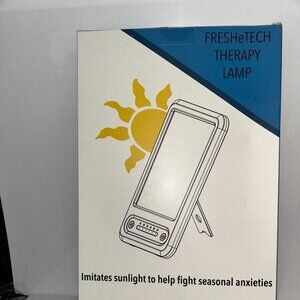 FRESHeTECH
THERAPY
LAMP
Imitates sunlight to help fight seasonal anxieties